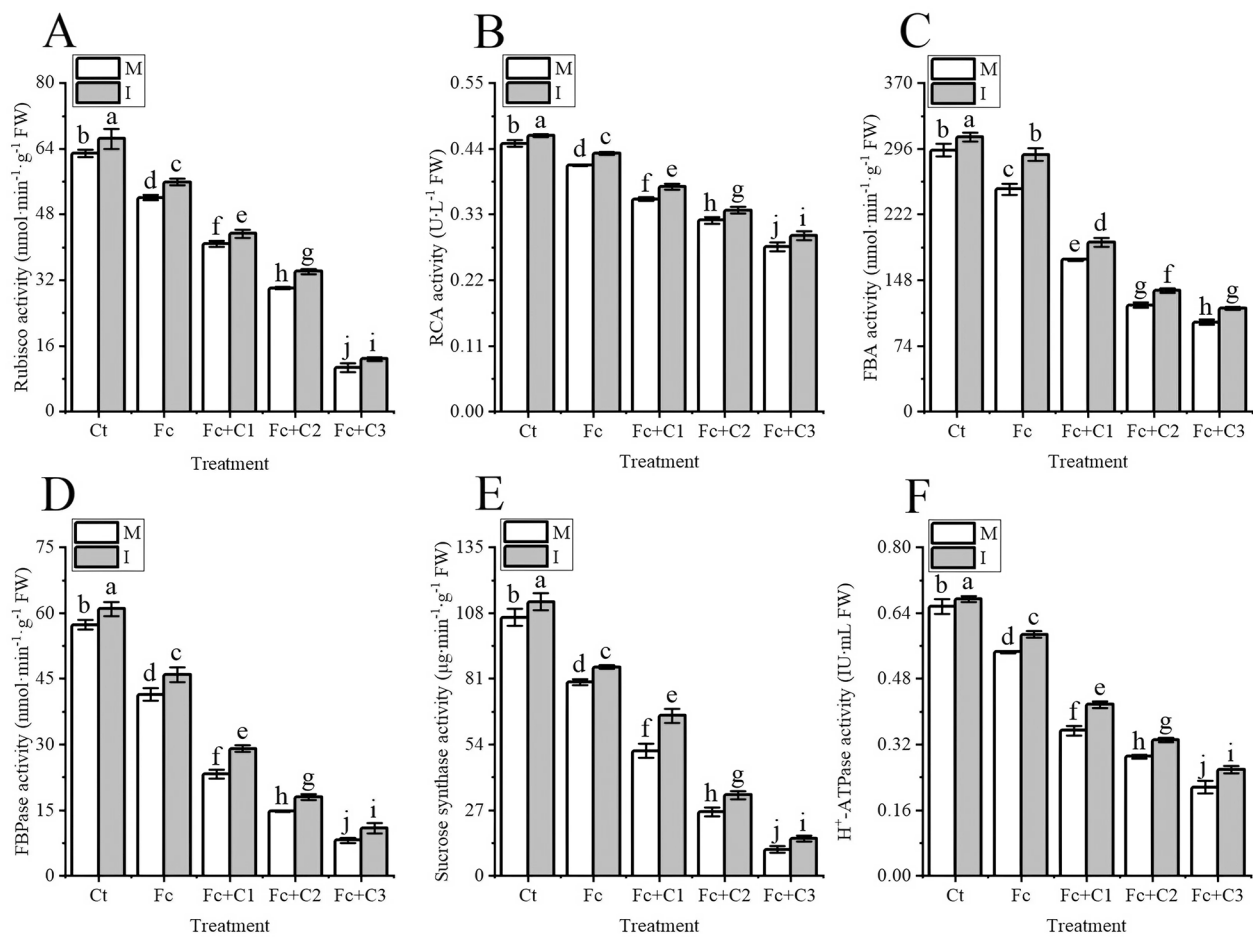 A
M
I
Rubisco activity (nmol·min⁻¹·g⁻¹ FW)
80
64
48
32
16
0
b a d c f e h g j i
Ct Fc Fc+C1 Fc+C2 Fc+C3
Treatment
B
M
I
RCA activity (U·L⁻¹ FW)
0.55
0.44
0.33
0.22
0.11
0.00
b a d c f e h g j i
Ct Fc Fc+C1 Fc+C2 Fc+C3
Treatment
C
M
I
FBA activity (nmol·min⁻¹·g⁻¹ FW)
370
296
222
148
74
0
b a c b e d g f h g
Ct Fc Fc+C1 Fc+C2 Fc+C3
Treatment
D
M
I
FBPase activity (nmol·min⁻¹·g⁻¹ FW)
75
60
45
30
15
0
b a d c f e h g j i
Ct Fc Fc+C1 Fc+C2 Fc+C3
Treatment
E
M
I
Sucrose synthase activity (μg·min⁻¹·g⁻¹ FW)
135
108
81
54
27
0
b a d c f e h g j i
Ct Fc Fc+C1 Fc+C2 Fc+C3
Treatment
F
M
I
H⁺-ATPase activity (IU·mL FW)
0.80
0.64
0.48
0.32
0.16
0.00
b a d c f e h g j i
Ct Fc Fc+C1 Fc+C2 Fc+C3
Treatment